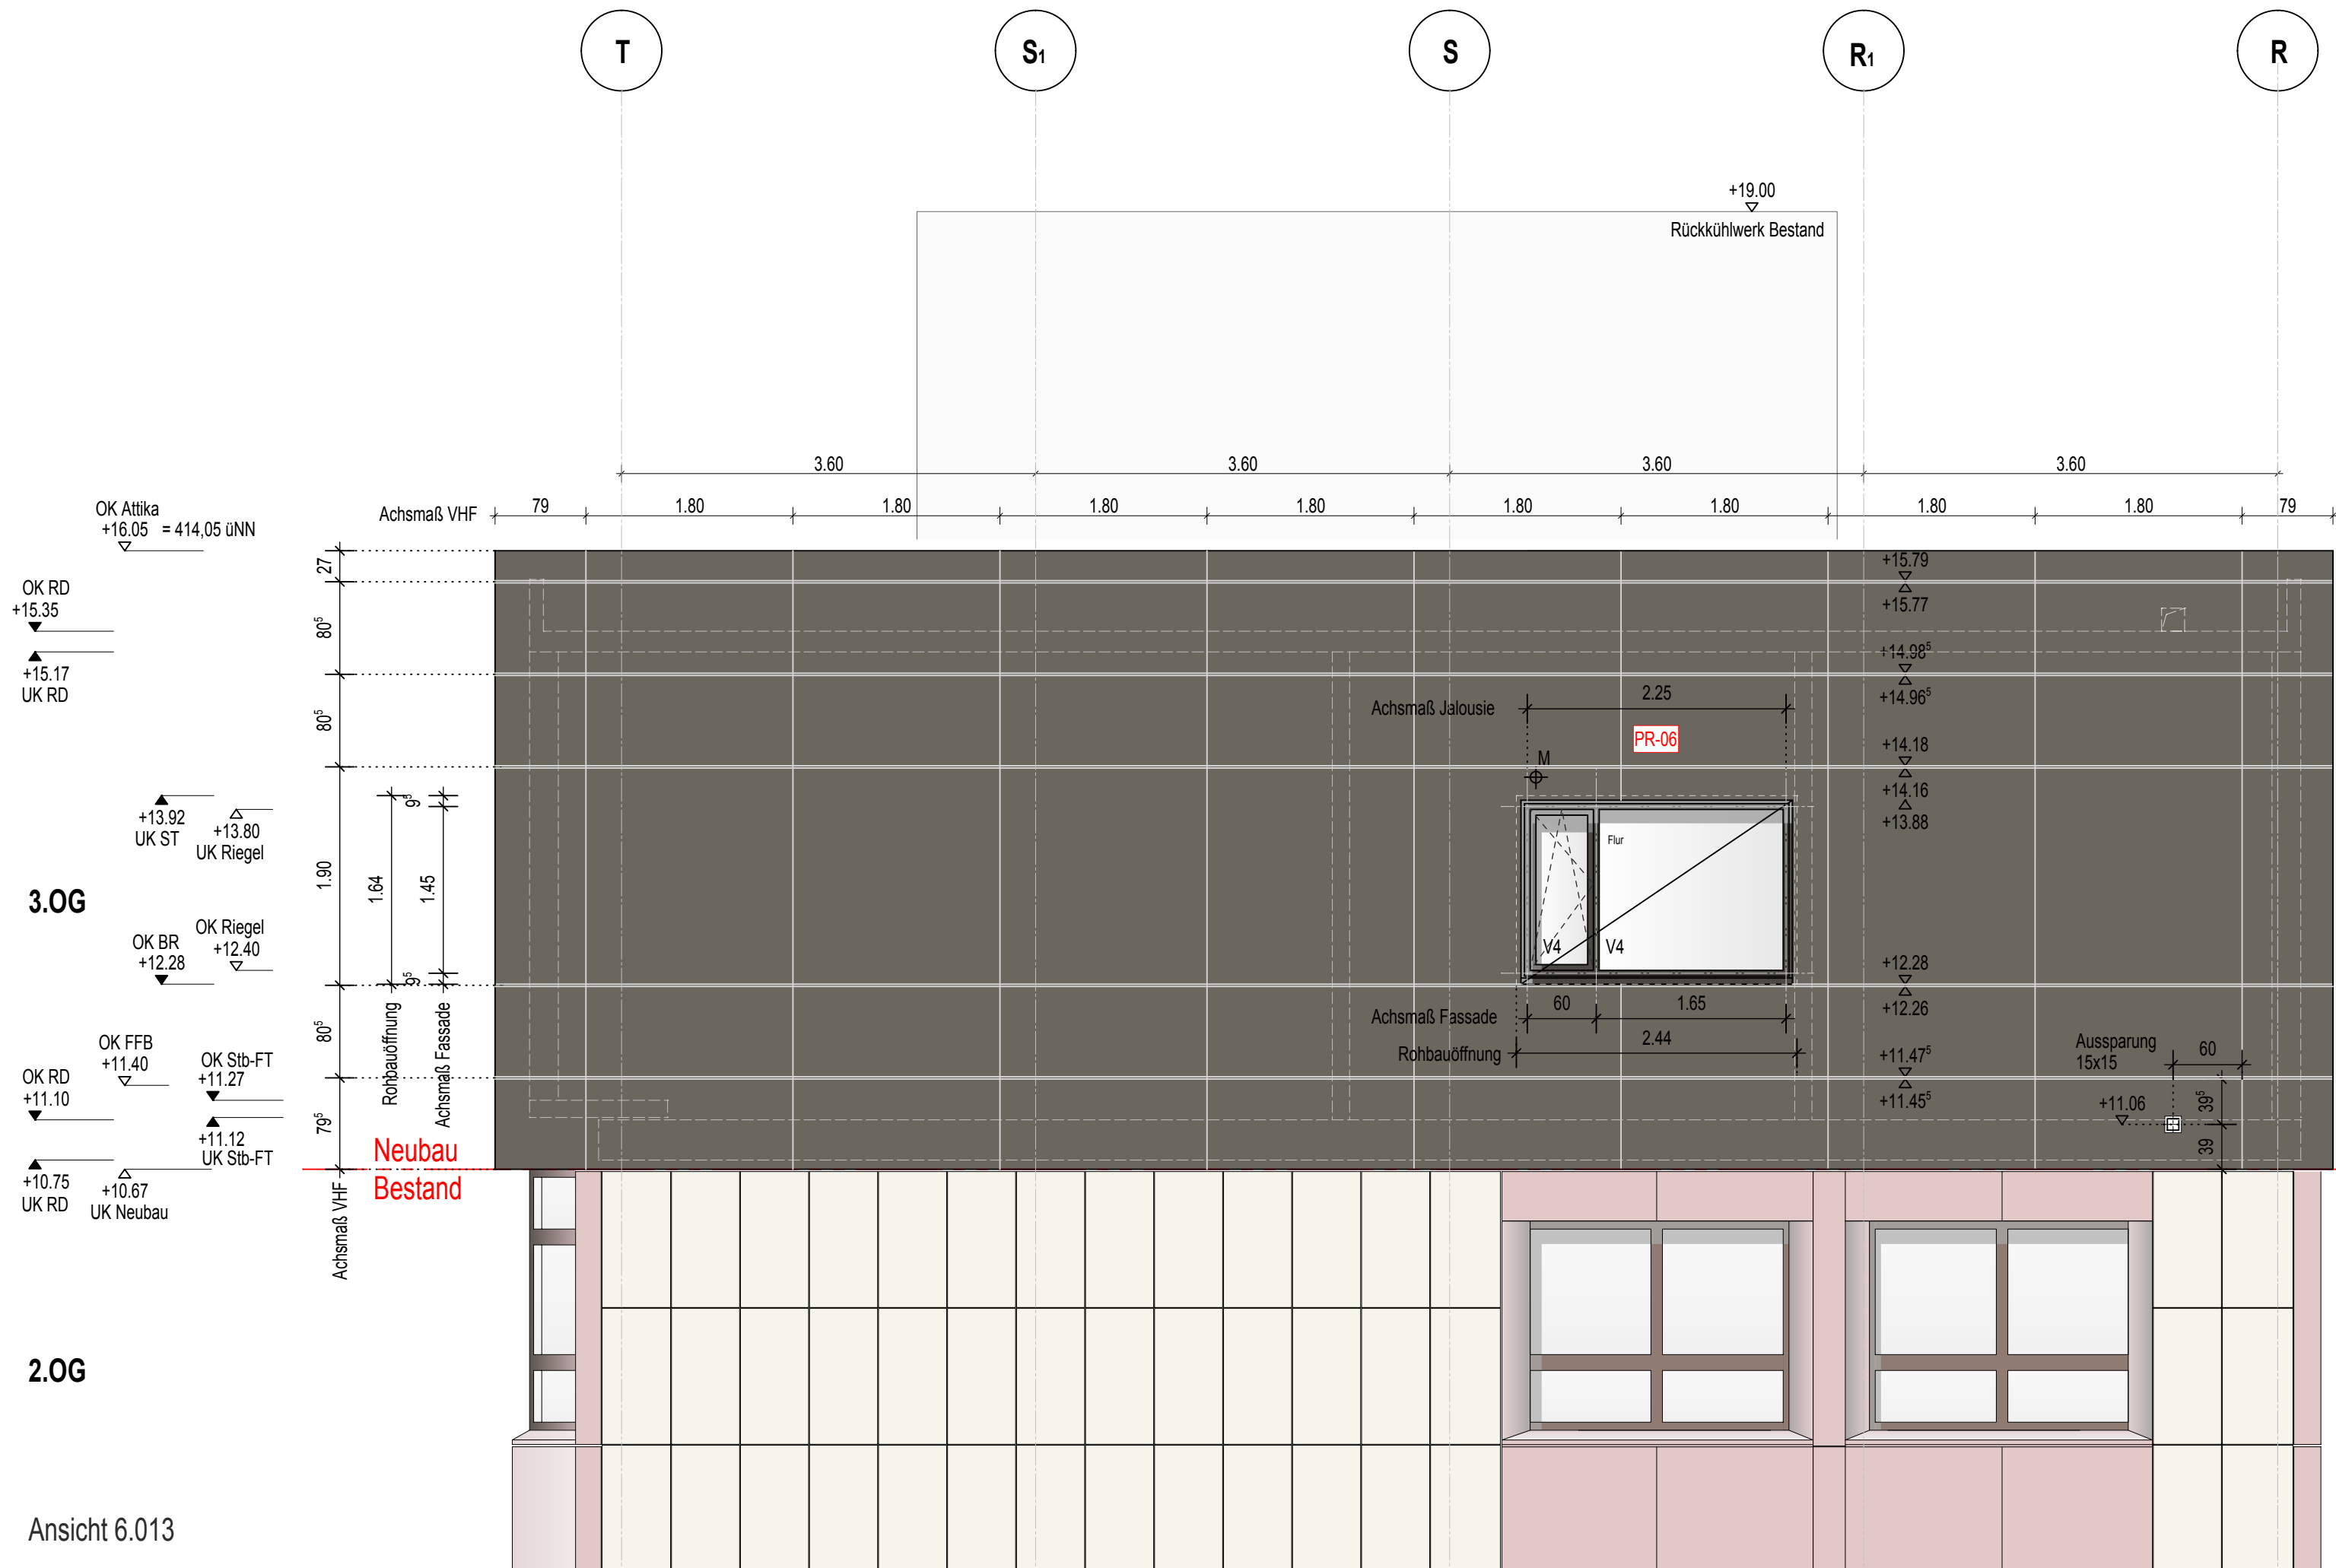 T
S1
S
R1
R
+19.00
Rückkühlwerk Bestand
3.60
3.60
3.60
3.60
Achsmaß VHF
79
1.80
1.80
1.80
1.80
1.80
1.80
1.80
1.80
79
OK Attika
+16.05 = 414,05 üNN
OK RD
+15.35
+15.17
UK RD
+13.92
UK ST
+13.80
UK Riegel
3.OG
OK BR
+12.28
OK Riegel
+12.40
OK FFB
+11.40
OK RD
+11.10
OK Stb-FT
+11.27
+11.12
UK Stb-FT
+10.75
UK RD
+10.67
UK Neubau
27
80⁵
80⁵
1.90
80⁵
79⁵
Achsmaß VHF
1.64
Rohbauöffnung
9⁵
1.45
9⁵
Achsmaß Fassade
Neubau
Bestand
+15.79
+15.77
+14.98⁵
+14.96⁵
+14.18
+14.16
+13.88
+12.28
+12.26
+11.47⁵
+11.45⁵
Achsmaß Jalousie
2.25
PR-06
M
Flur
V4
V4
Achsmaß Fassade
60
1.65
Rohbauöffnung
2.44
Aussparung
15x15
60
+11.06
39⁵
39
2.OG
Ansicht 6.013